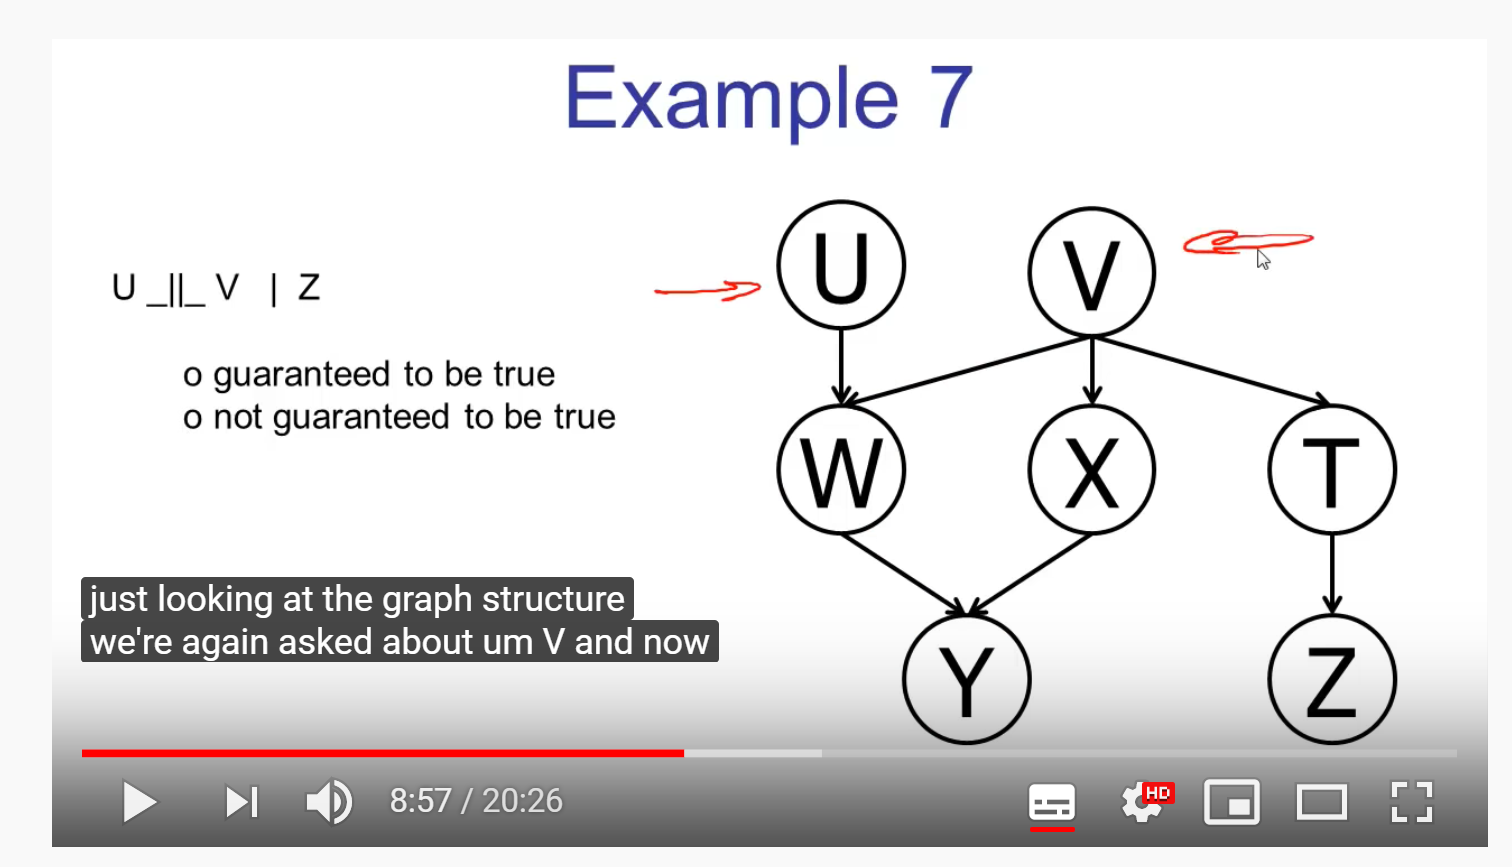 Example 7
U _||_ V | Z
o guaranteed to be true
o not guaranteed to be true
U
V
W
X
T
Y
Z
just looking at the graph structure
we're again asked about um V and now
8:57 / 20:26
HD